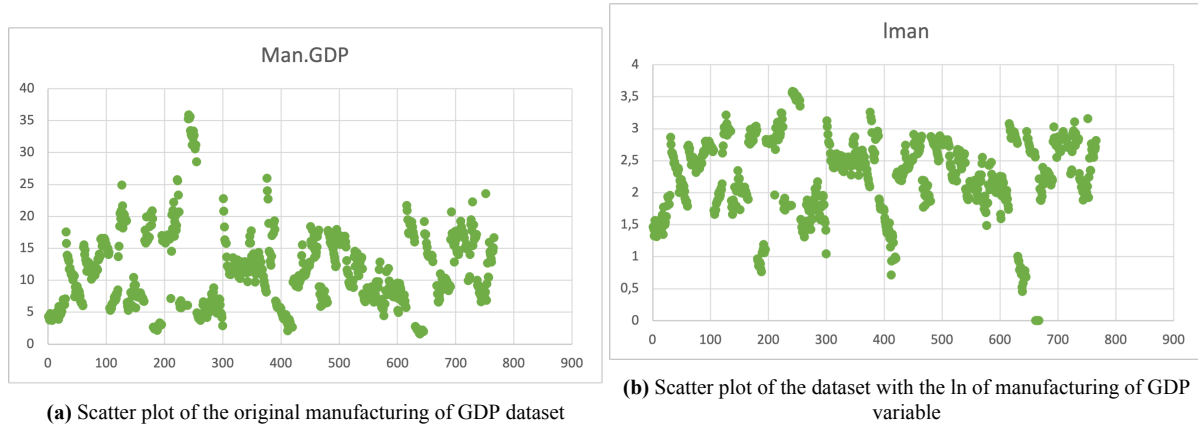 Man.GDP
40
35
30
25
20
15
10
5
0
0 100 200 300 400 500 600 700 800 900
(a) Scatter plot of the original manufacturing of GDP dataset
lman
4
3,5
3
2,5
2
1,5
1
0,5
0
0 100 200 300 400 500 600 700 800 900
(b) Scatter plot of the dataset with the ln of manufacturing of GDP
variable